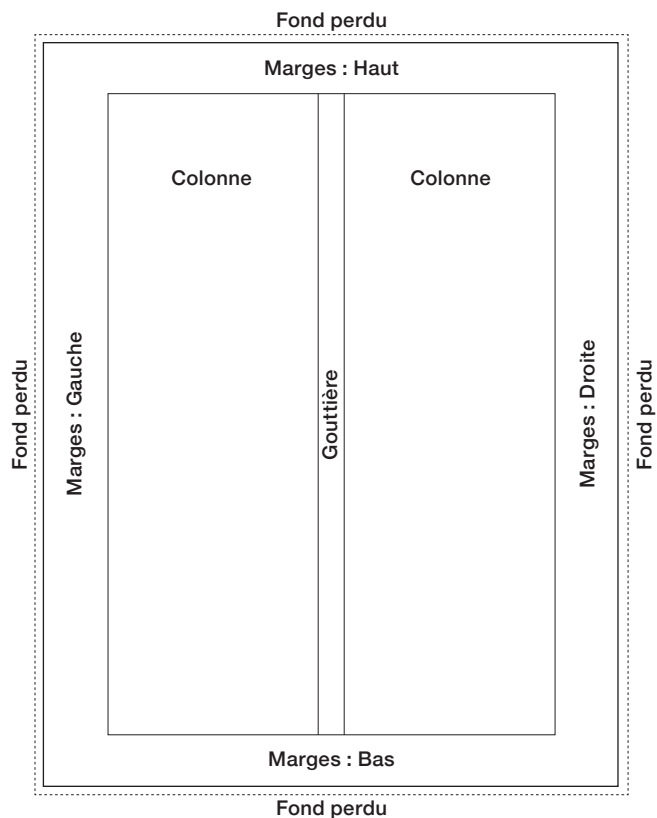 Fond perdu
Marges : Haut
Colonne
Colonne
Fond perdu
Marges : Gauche
Gouttière
Marges : Droite
Fond perdu
Marges : Bas
Fond perdu